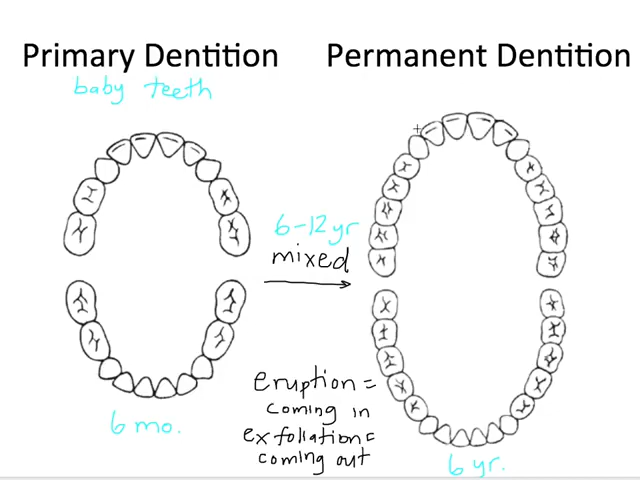 Primary Dentition
Permanent Dentition
baby teeth
6-12 yr
mixed
eruption =
coming in
exfoliation =
coming out
6 mo.
6 yr.